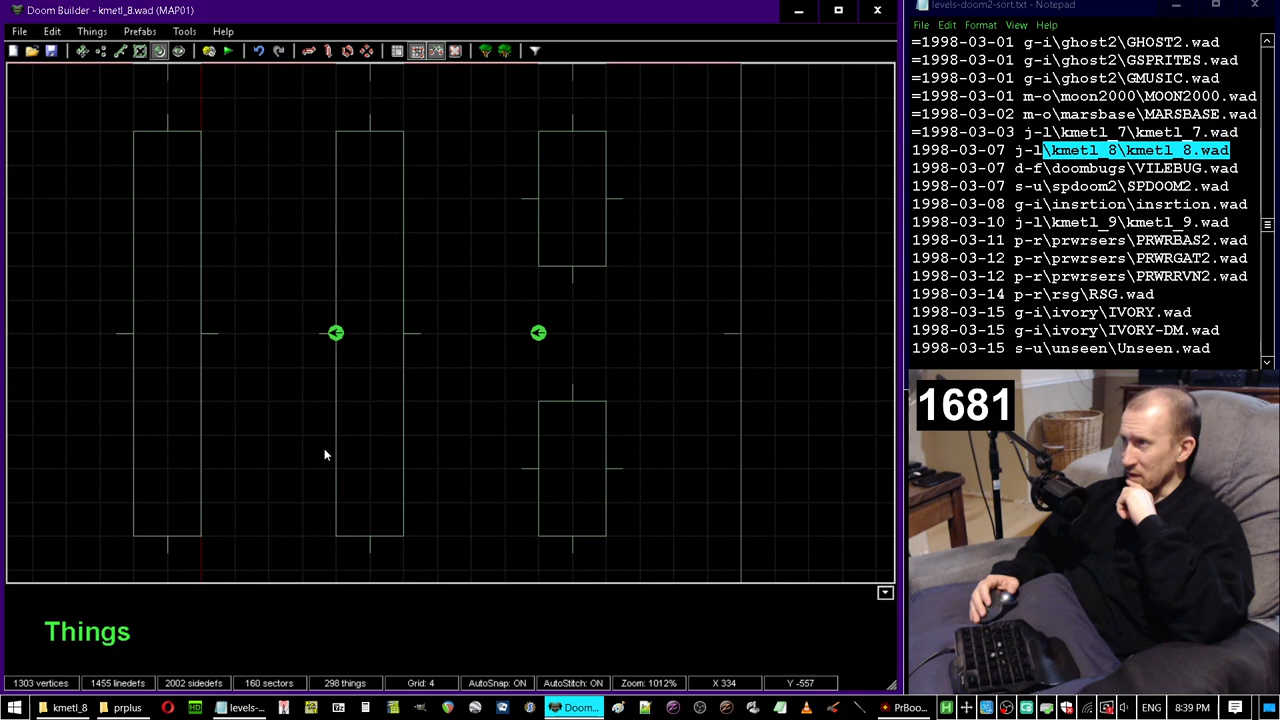 Doom Builder - kmetl_8.wad (MAP01)
File Edit Things Prefabs Tools Help
Things
1303 vertices 1455 linedefs 2002 sidedefs 160 sectors 298 things Grid: 4 AutoSnap: ON AutoStitch: ON Zoom: 1012% X 334 Y -557
levels-doom2-sort.txt - Notepad
File Edit Format View Help
=1998-03-01 g-i\ghost2\GHOST2.wad
=1998-03-01 g-i\ghost2\GSPRITES.wad
=1998-03-01 g-i\ghost2\GMUSIC.wad
=1998-03-01 m-o\moon2000\MOON2000.wad
=1998-03-02 m-o\marsbase\MARSBASE.wad
=1998-03-03 j-l\kmetl_7\kmetl_7.wad
1998-03-07 j-l\kmetl_8\kmetl_8.wad
1998-03-07 d-f\doombugs\VILEBUG.wad
1998-03-07 s-u\spdoom2\SPDOOM2.wad
1998-03-08 g-i\insrtion\insrtion.wad
1998-03-10 j-l\kmetl_9\kmetl_9.wad
1998-03-11 p-r\prwrsers\PRWRBAS2.wad
1998-03-12 p-r\prwrsers\PRWRGAT2.wad
1998-03-12 p-r\prwrsers\PRWRRVN2.wad
1998-03-14 p-r\rsg\RSG.wad
1998-03-15 g-i\ivory\IVORY.wad
1998-03-15 g-i\ivory\IVORY-DM.wad
1998-03-15 s-u\unseen\Unseen.wad
1681
kmetl_8 prplus levels-... Doom... PrBoo... ENG 8:39 PM